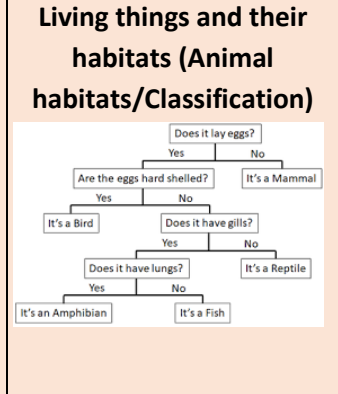 Living things and their
habitats (Animal
habitats/Classification)
Does it lay eggs?
Yes No
Are the eggs hard shelled? It's a Mammal
Yes No
It's a Bird Does it have gills?
Yes No
Does it have lungs? It's a Reptile
Yes No
It's an Amphibian It's a Fish